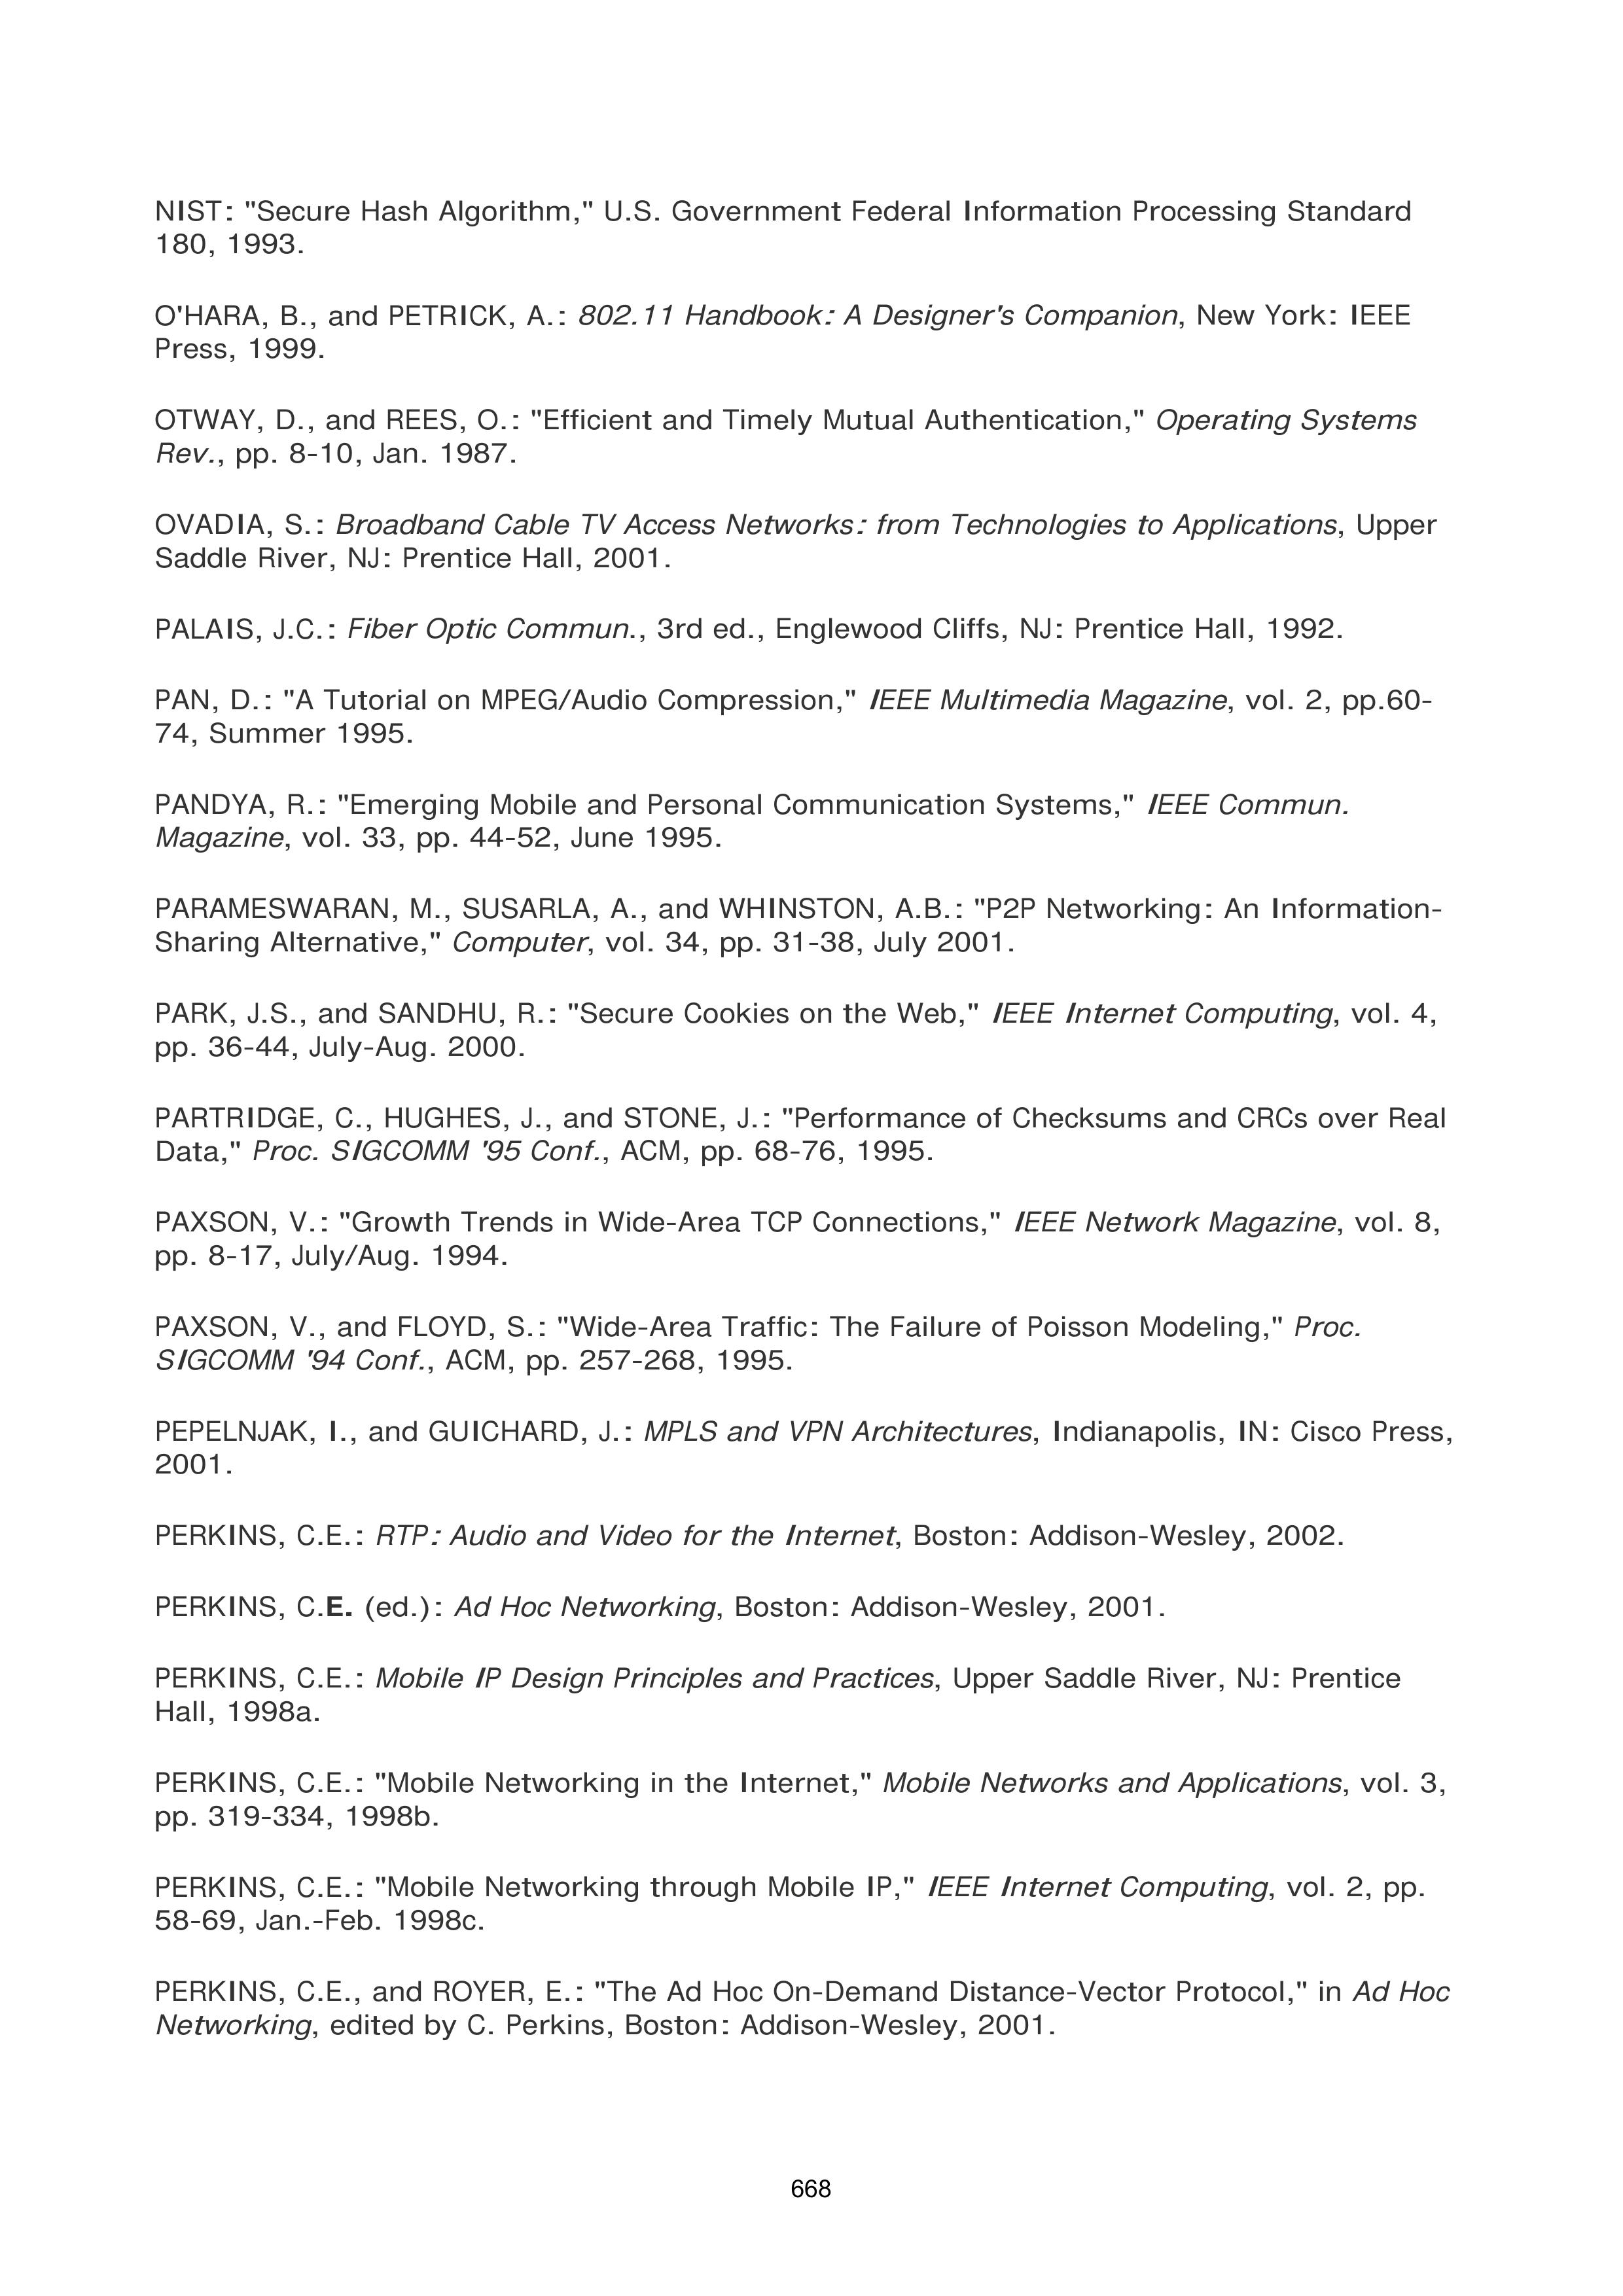 NIST: "Secure Hash Algorithm," U.S. Government Federal Information Processing Standard
180, 1993.
O'HARA, B., and PETRICK, A.: 802.11 Handbook: A Designer's Companion, New York: IEEE
Press, 1999.
OTWAY, D., and REES, O.: "Efficient and Timely Mutual Authentication," Operating Systems
Rev., pp. 8-10, Jan. 1987.
OVADIA, S.: Broadband Cable TV Access Networks: from Technologies to Applications, Upper
Saddle River, NJ: Prentice Hall, 2001.
PALAIS, J.C.: Fiber Optic Commun., 3rd ed., Englewood Cliffs, NJ: Prentice Hall, 1992.
PAN, D.: "A Tutorial on MPEG/Audio Compression," IEEE Multimedia Magazine, vol. 2, pp.60-
74, Summer 1995.
PANDYA, R.: "Emerging Mobile and Personal Communication Systems," IEEE Commun.
Magazine, vol. 33, pp. 44-52, June 1995.
PARAMESWARAN, M., SUSARLA, A., and WHINSTON, A.B.: "P2P Networking: An Information-
Sharing Alternative," Computer, vol. 34, pp. 31-38, July 2001.
PARK, J.S., and SANDHU, R.: "Secure Cookies on the Web," IEEE Internet Computing, vol. 4,
pp. 36-44, July-Aug. 2000.
PARTRIDGE, C., HUGHES, J., and STONE, J.: "Performance of Checksums and CRCs over Real
Data," Proc. SIGCOMM '95 Conf., ACM, pp. 68-76, 1995.
PAXSON, V.: "Growth Trends in Wide-Area TCP Connections," IEEE Network Magazine, vol. 8,
pp. 8-17, July/Aug. 1994.
PAXSON, V., and FLOYD, S.: "Wide-Area Traffic: The Failure of Poisson Modeling," Proc.
SIGCOMM '94 Conf., ACM, pp. 257-268, 1995.
PEPELNJAK, I., and GUICHARD, J.: MPLS and VPN Architectures, Indianapolis, IN: Cisco Press,
2001.
PERKINS, C.E.: RTP: Audio and Video for the Internet, Boston: Addison-Wesley, 2002.
PERKINS, C.E. (ed.): Ad Hoc Networking, Boston: Addison-Wesley, 2001.
PERKINS, C.E.: Mobile IP Design Principles and Practices, Upper Saddle River, NJ: Prentice
Hall, 1998a.
PERKINS, C.E.: "Mobile Networking in the Internet," Mobile Networks and Applications, vol. 3,
pp. 319-334, 1998b.
PERKINS, C.E.: "Mobile Networking through Mobile IP," IEEE Internet Computing, vol. 2, pp.
58-69, Jan.-Feb. 1998c.
PERKINS, C.E., and ROYER, E.: "The Ad Hoc On-Demand Distance-Vector Protocol," in Ad Hoc
Networking, edited by C. Perkins, Boston: Addison-Wesley, 2001.
668